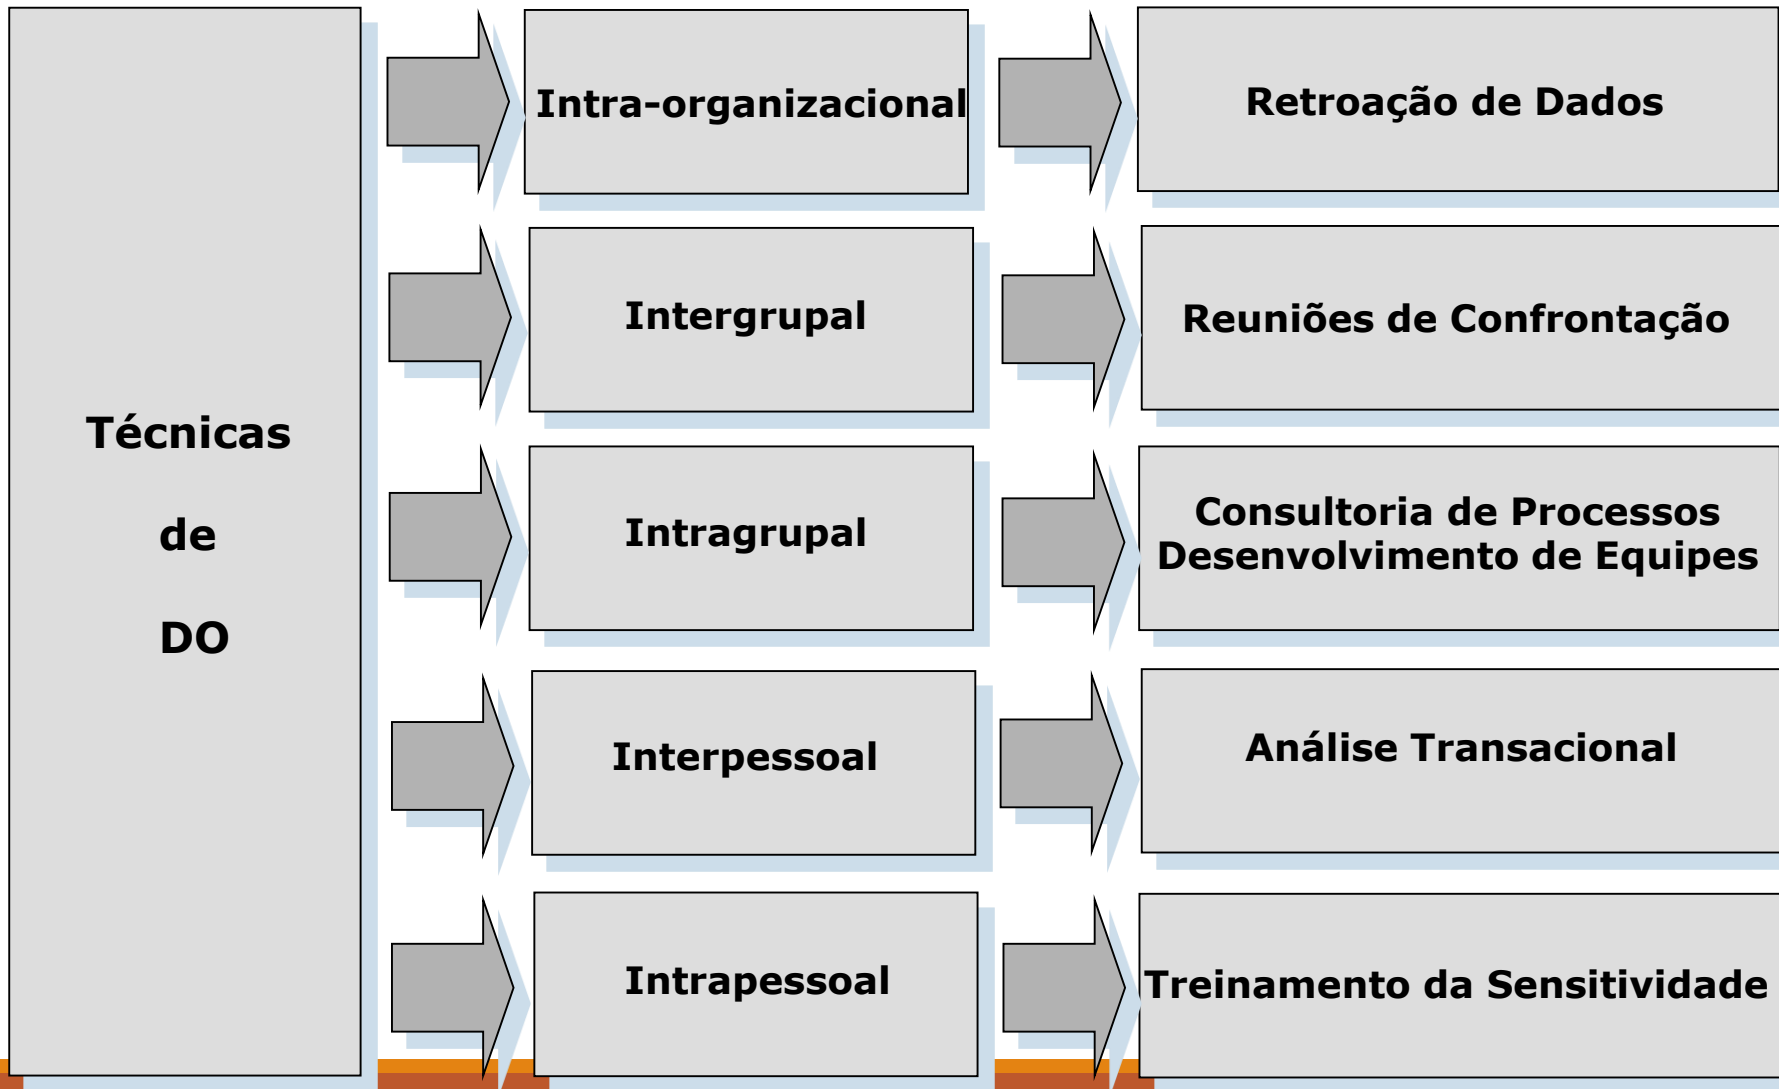 Técnicas
de
DO
Intra-organizacional
Retroação de Dados
Intergrupal
Reuniões de Confrontação
Intragrupal
Consultoria de Processos
Desenvolvimento de Equipes
Interpessoal
Análise Transacional
Intrapessoal
Treinamento da Sensitividade